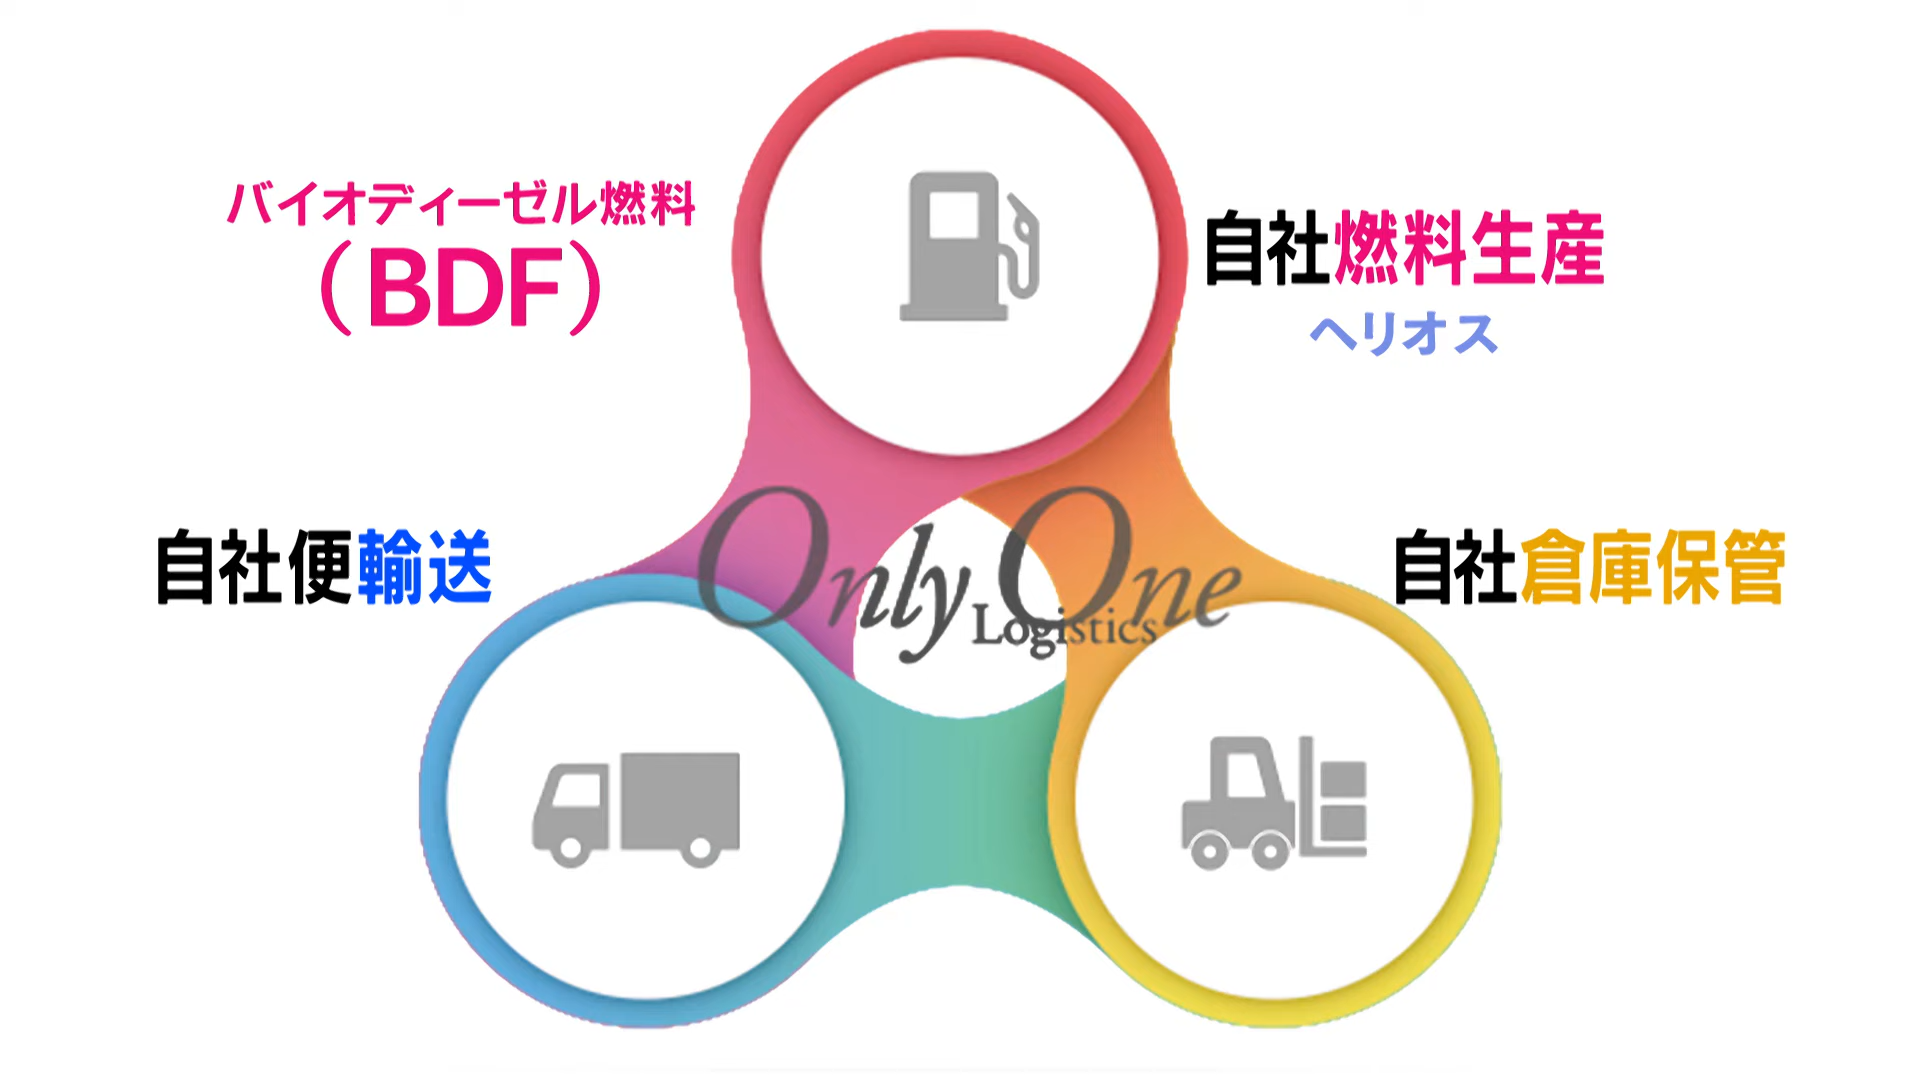 バイオディーゼル燃料
（BDF）
自社燃料生産
ヘリオス
自社便輸送
自社倉庫保管
Only One
Logistics